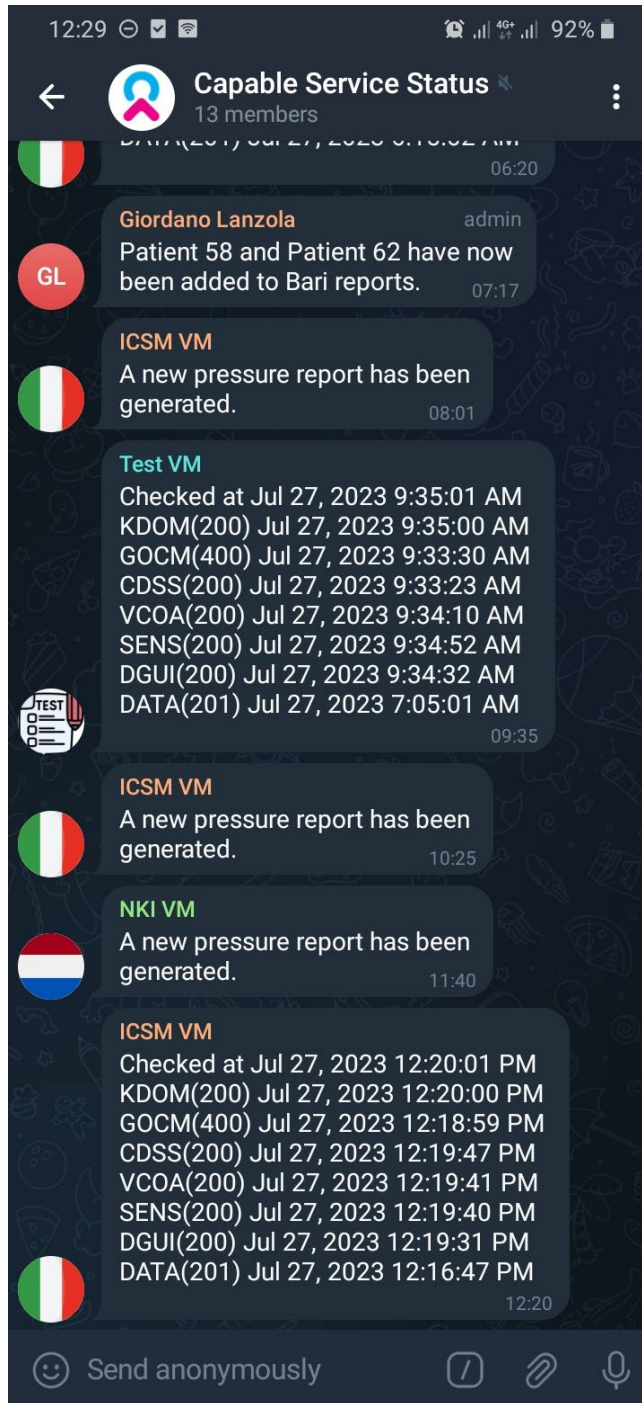 12:29
4G+
92%
Capable Service Status
13 members
06:20
Giordano Lanzola admin
Patient 58 and Patient 62 have now
been added to Bari reports.
07:17
GL
ICSM VM
A new pressure report has been
generated.
08:01
Test VM
Checked at Jul 27, 2023 9:35:01 AM
KDOM(200) Jul 27, 2023 9:35:00 AM
GOCM(400) Jul 27, 2023 9:33:30 AM
CDSS(200) Jul 27, 2023 9:33:23 AM
VCOA(200) Jul 27, 2023 9:34:10 AM
SENS(200) Jul 27, 2023 9:34:52 AM
DGUI(200) Jul 27, 2023 9:34:32 AM
DATA(201) Jul 27, 2023 7:05:01 AM
09:35
TEST
ICSM VM
A new pressure report has been
generated.
10:25
NKI VM
A new pressure report has been
generated.
11:40
ICSM VM
Checked at Jul 27, 2023 12:20:01 PM
KDOM(200) Jul 27, 2023 12:20:00 PM
GOCM(400) Jul 27, 2023 12:18:59 PM
CDSS(200) Jul 27, 2023 12:19:47 PM
VCOA(200) Jul 27, 2023 12:19:41 PM
SENS(200) Jul 27, 2023 12:19:40 PM
DGUI(200) Jul 27, 2023 12:19:31 PM
DATA(201) Jul 27, 2023 12:16:47 PM
12:20
Send anonymously